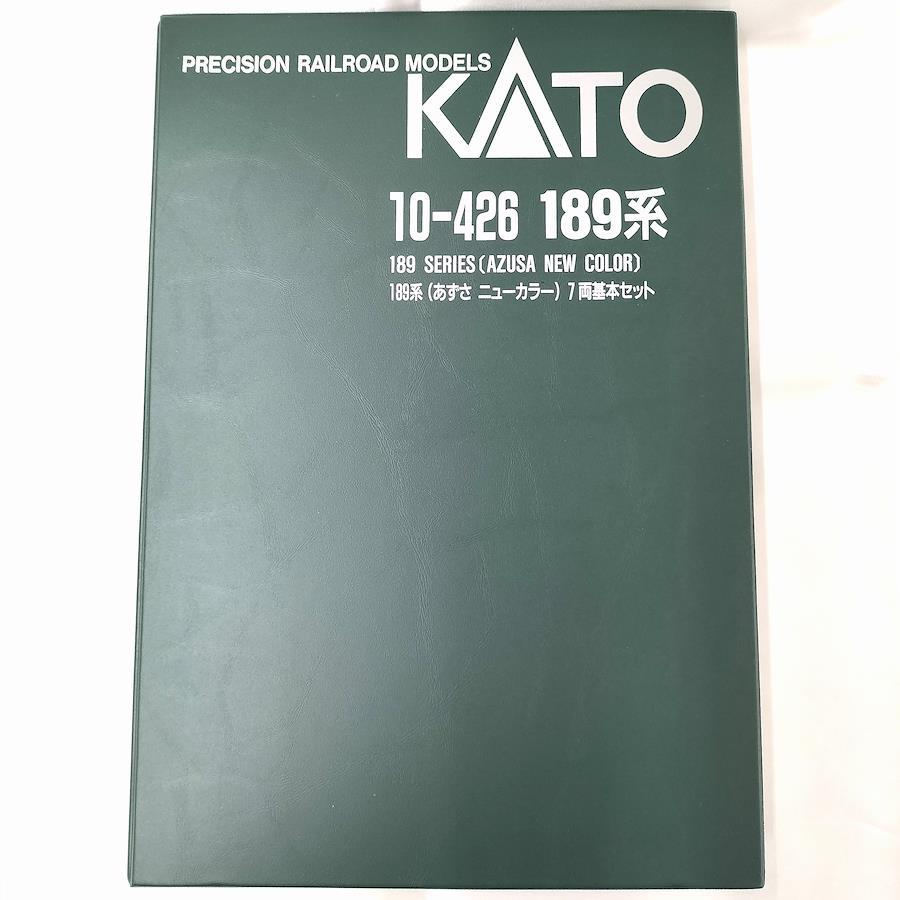 PRECISION RAILROAD MODELS
KATO
10-426 189系
189 SERIES(AZUSA NEW COLOR)
189系(あずさ ニューカラー) 7両基本セット